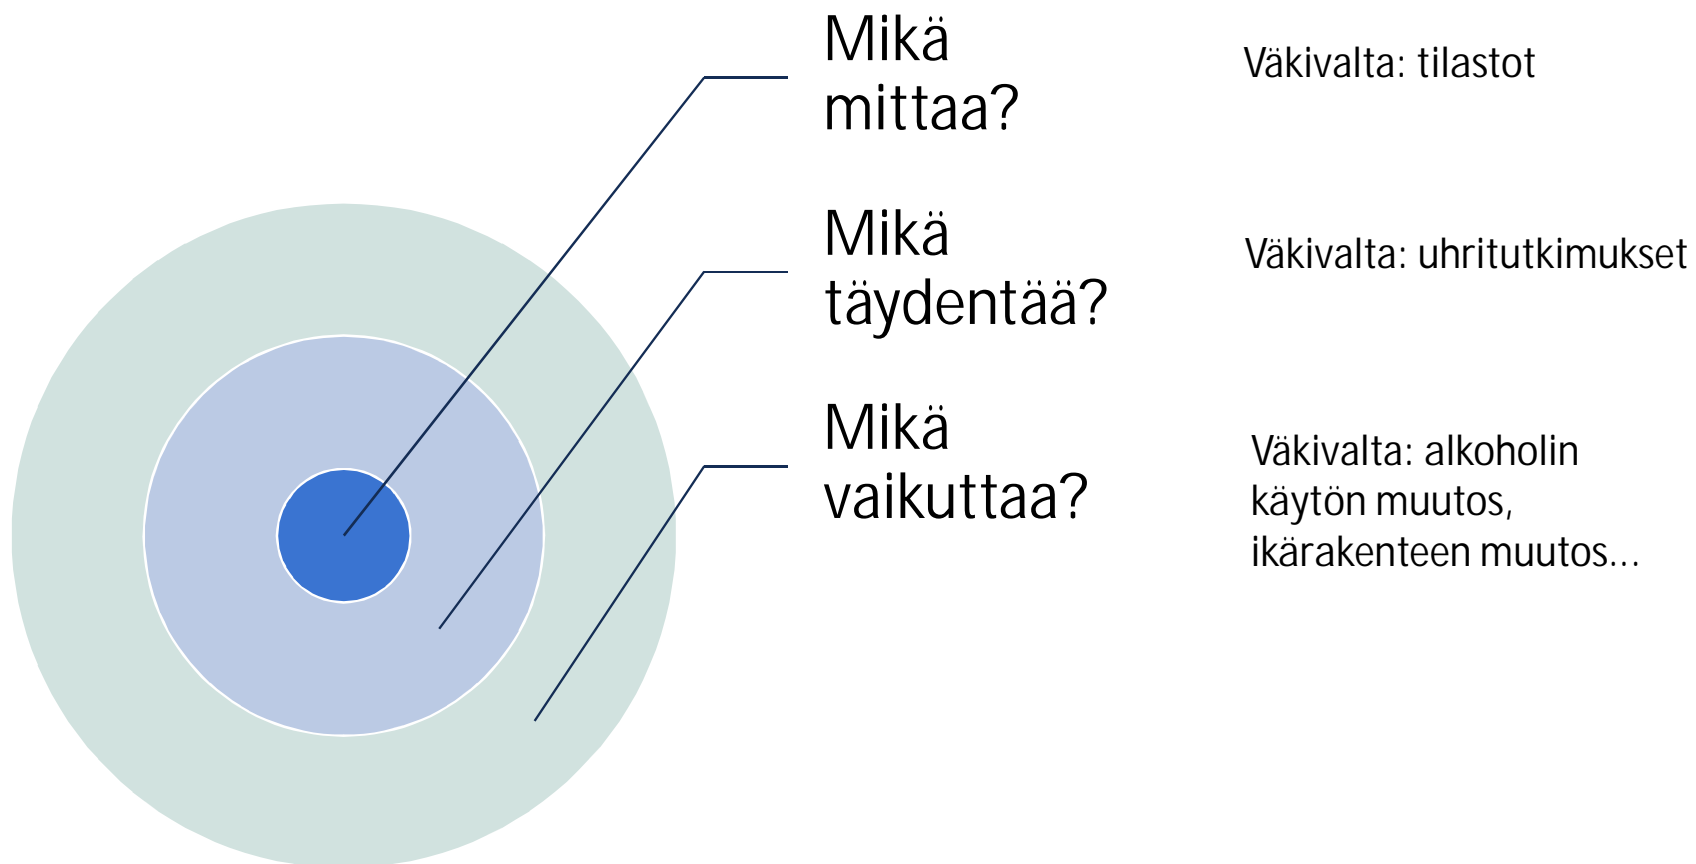 Mikä
mittaa?
Väkivalta: tilastot
Mikä
täydentää?
Väkivalta: uhritutkimukset
Mikä
vaikuttaa?
Väkivalta: alkoholin
käytön muutos,
ikärakenteen muutos...